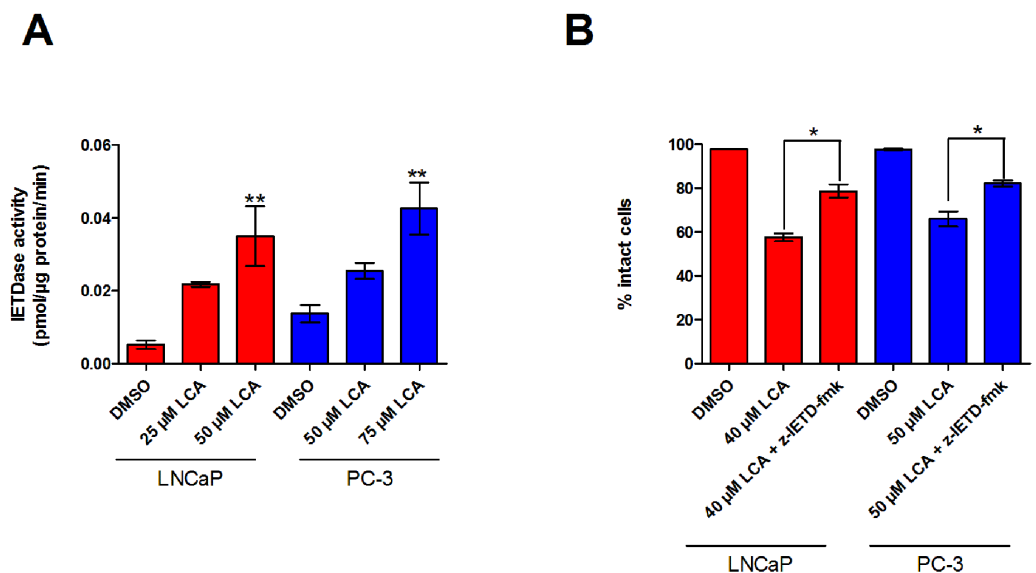 A
IETDase activity
(pmol/µg protein/min)
0.06
0.04
0.02
0.00
**
**
DMSO
25 µM LCA
50 µM LCA
DMSO
50 µM LCA
75 µM LCA
LNCaP
PC-3
B
% intact cells
100
80
60
40
20
0
*
*
DMSO
40 µM LCA
40 µM LCA + z-IETD-fmk
DMSO
50 µM LCA
50 µM LCA + z-IETD-fmk
LNCaP
PC-3